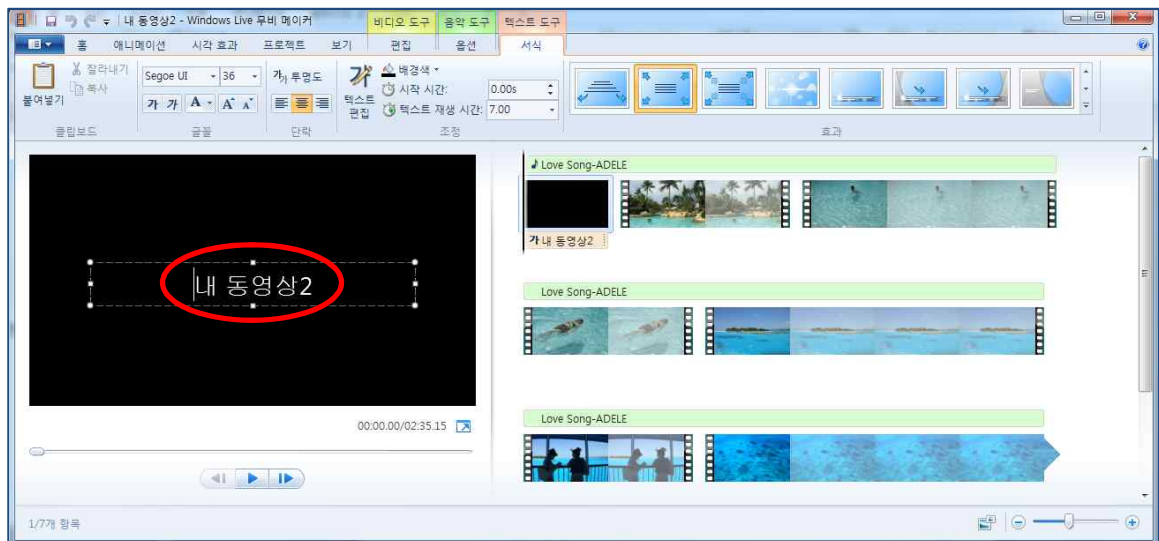 내 동영상2 - Windows Live 무비 메이커
비디오 도구 음악 도구 텍스트 도구
홈 애니메이션 시각 효과 프로젝트 보기 편집 옵션 서식
붙여넣기
잘라내기
복사
클립보드
Segoe UI 36
가 가 A A A
글꼴
가 투명도
단락
가
텍스트
편집
배경색
시작 시간: 0.00s
텍스트 재생 시간: 7.00
조정
효과
내 동영상2
00:00.00/02:35.15
Love Song-ADELE
가 내 동영상2
Love Song-ADELE
Love Song-ADELE
1/7개 항목